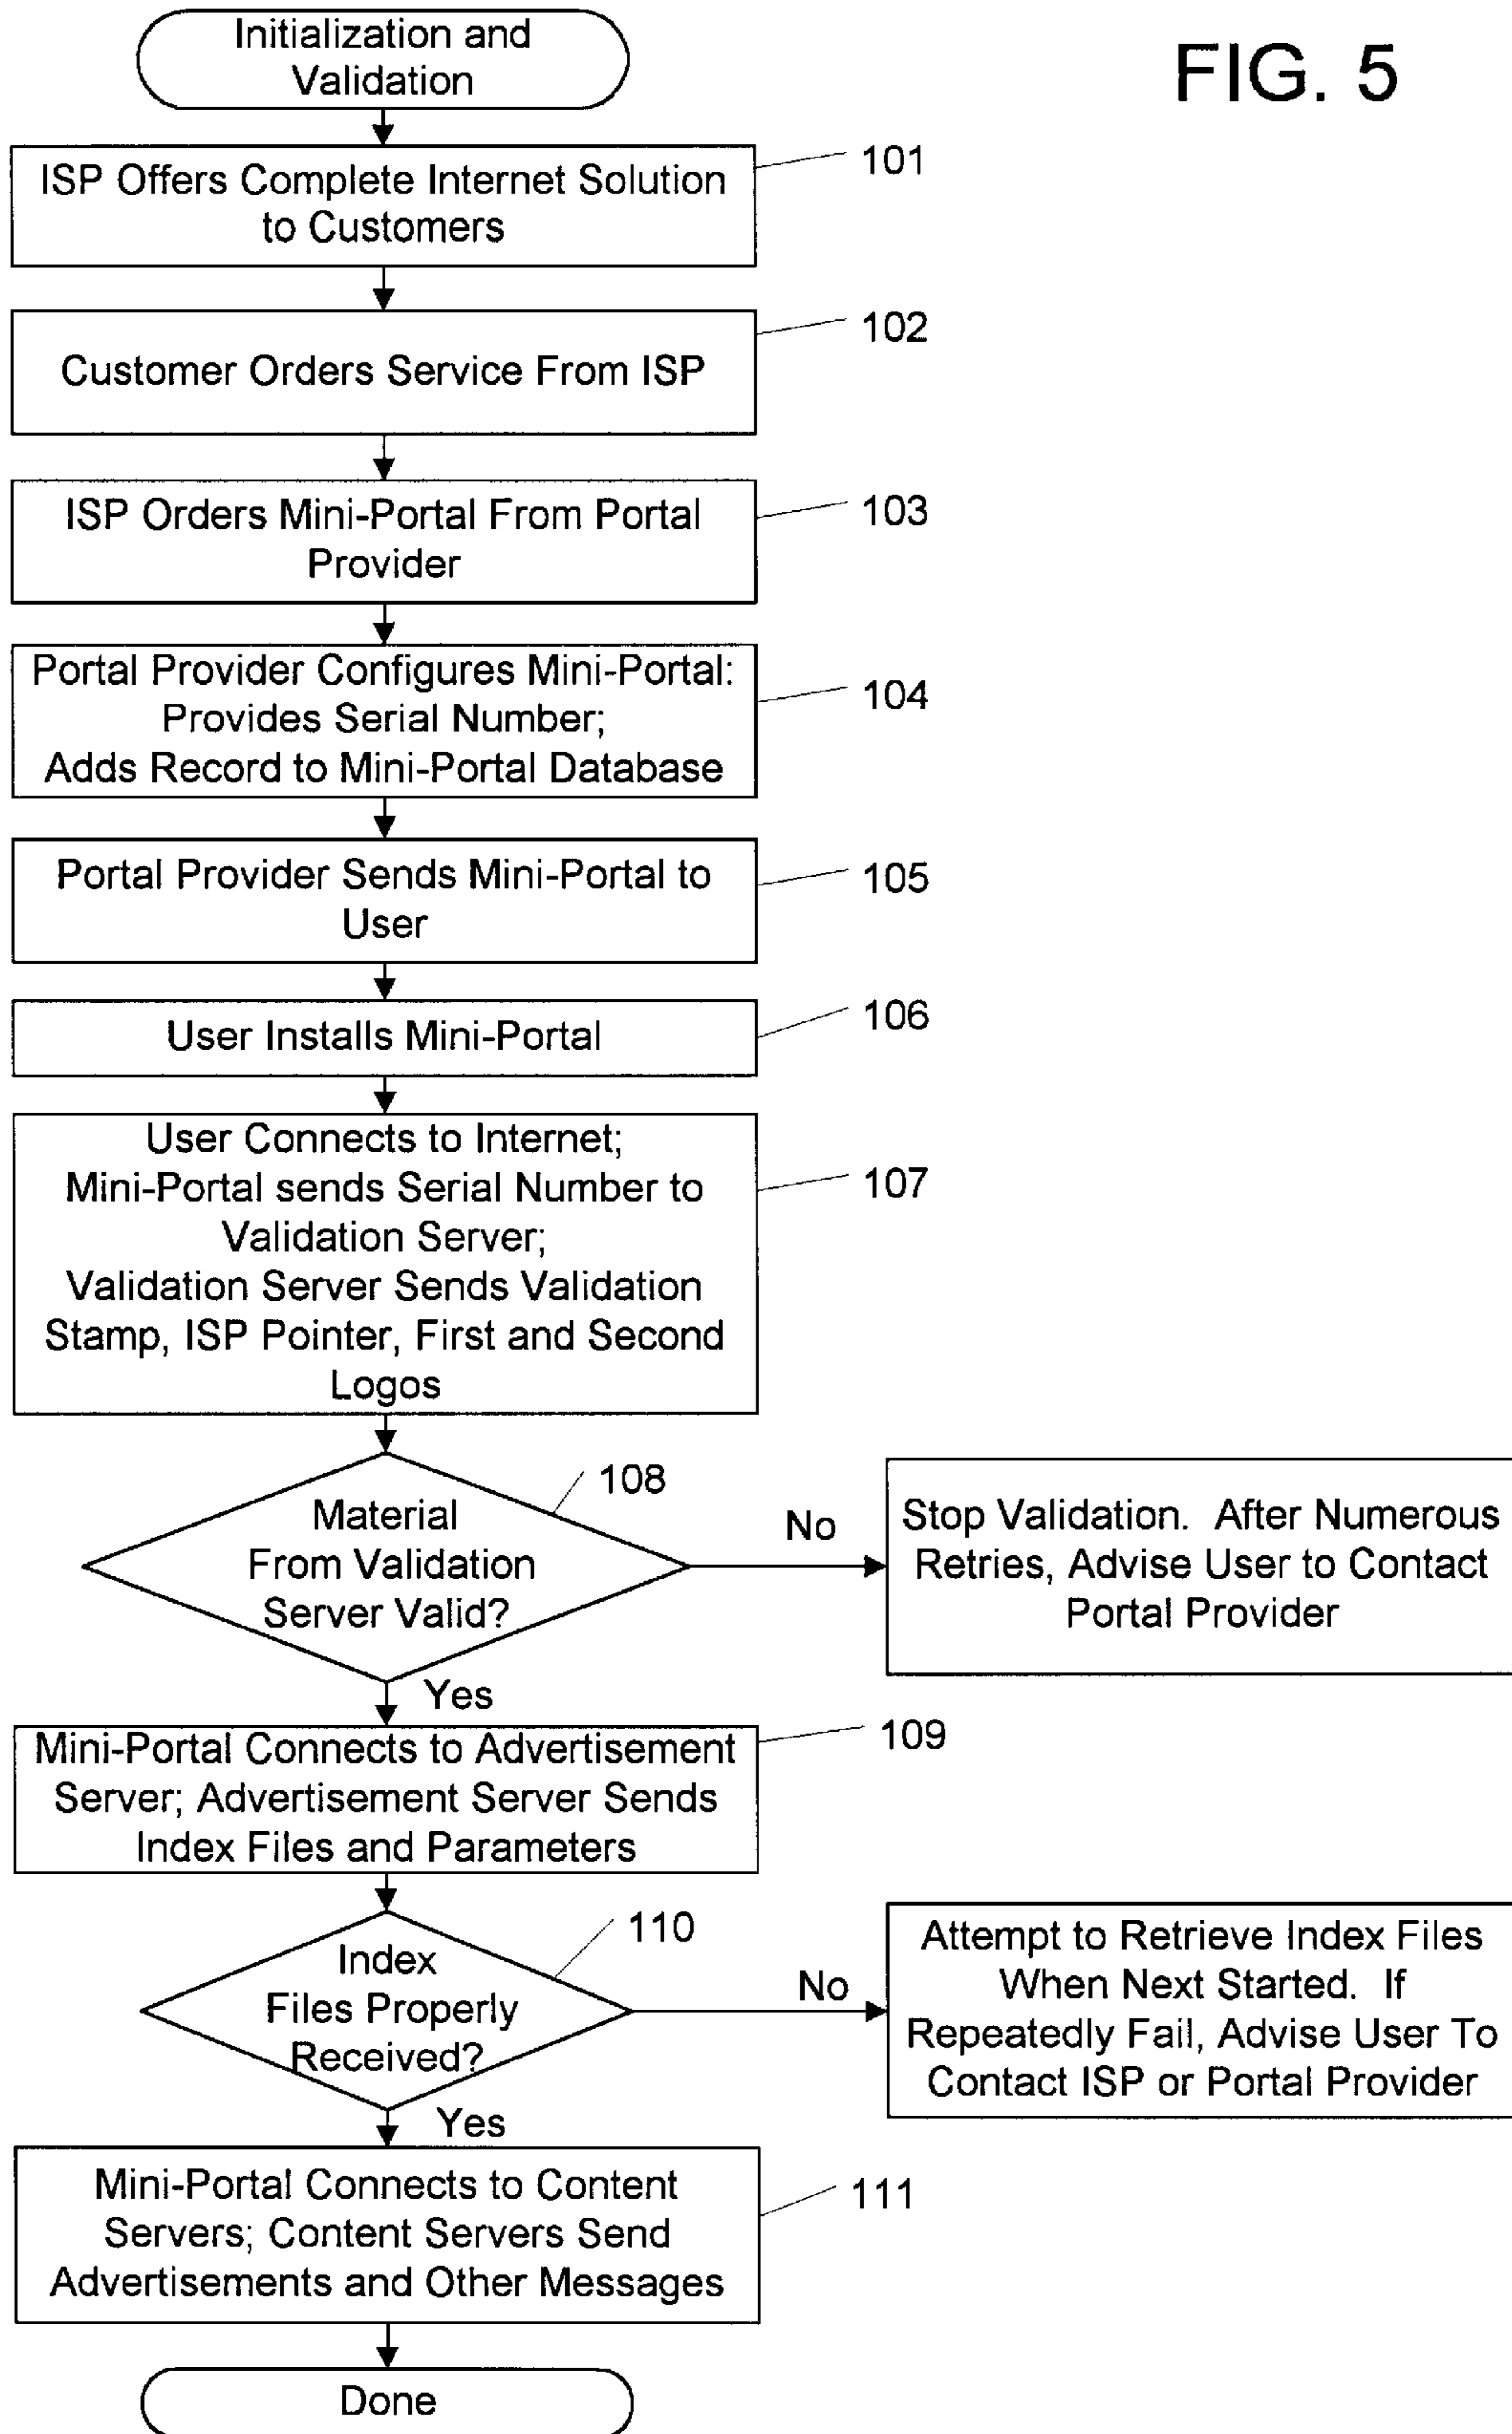 FIG. 5
Initialization and
Validation
ISP Offers Complete Internet Solution
to Customers
101
Customer Orders Service From ISP
102
ISP Orders Mini-Portal From Portal
Provider
103
Portal Provider Configures Mini-Portal:
Provides Serial Number;
Adds Record to Mini-Portal Database
104
Portal Provider Sends Mini-Portal to
User
105
User Installs Mini-Portal
106
User Connects to Internet;
Mini-Portal sends Serial Number to
Validation Server;
Validation Server Sends Validation
Stamp, ISP Pointer, First and Second
Logos
107
Material
From Validation
Server Valid?
108
No
Stop Validation. After Numerous
Retries, Advise User to Contact
Portal Provider
Yes
Mini-Portal Connects to Advertisement
Server; Advertisement Server Sends
Index Files and Parameters
109
Index
Files Properly
Received?
110
No
Attempt to Retrieve Index Files
When Next Started. If
Repeatedly Fail, Advise User To
Contact ISP or Portal Provider
Yes
Mini-Portal Connects to Content
Servers; Content Servers Send
Advertisements and Other Messages
111
Done